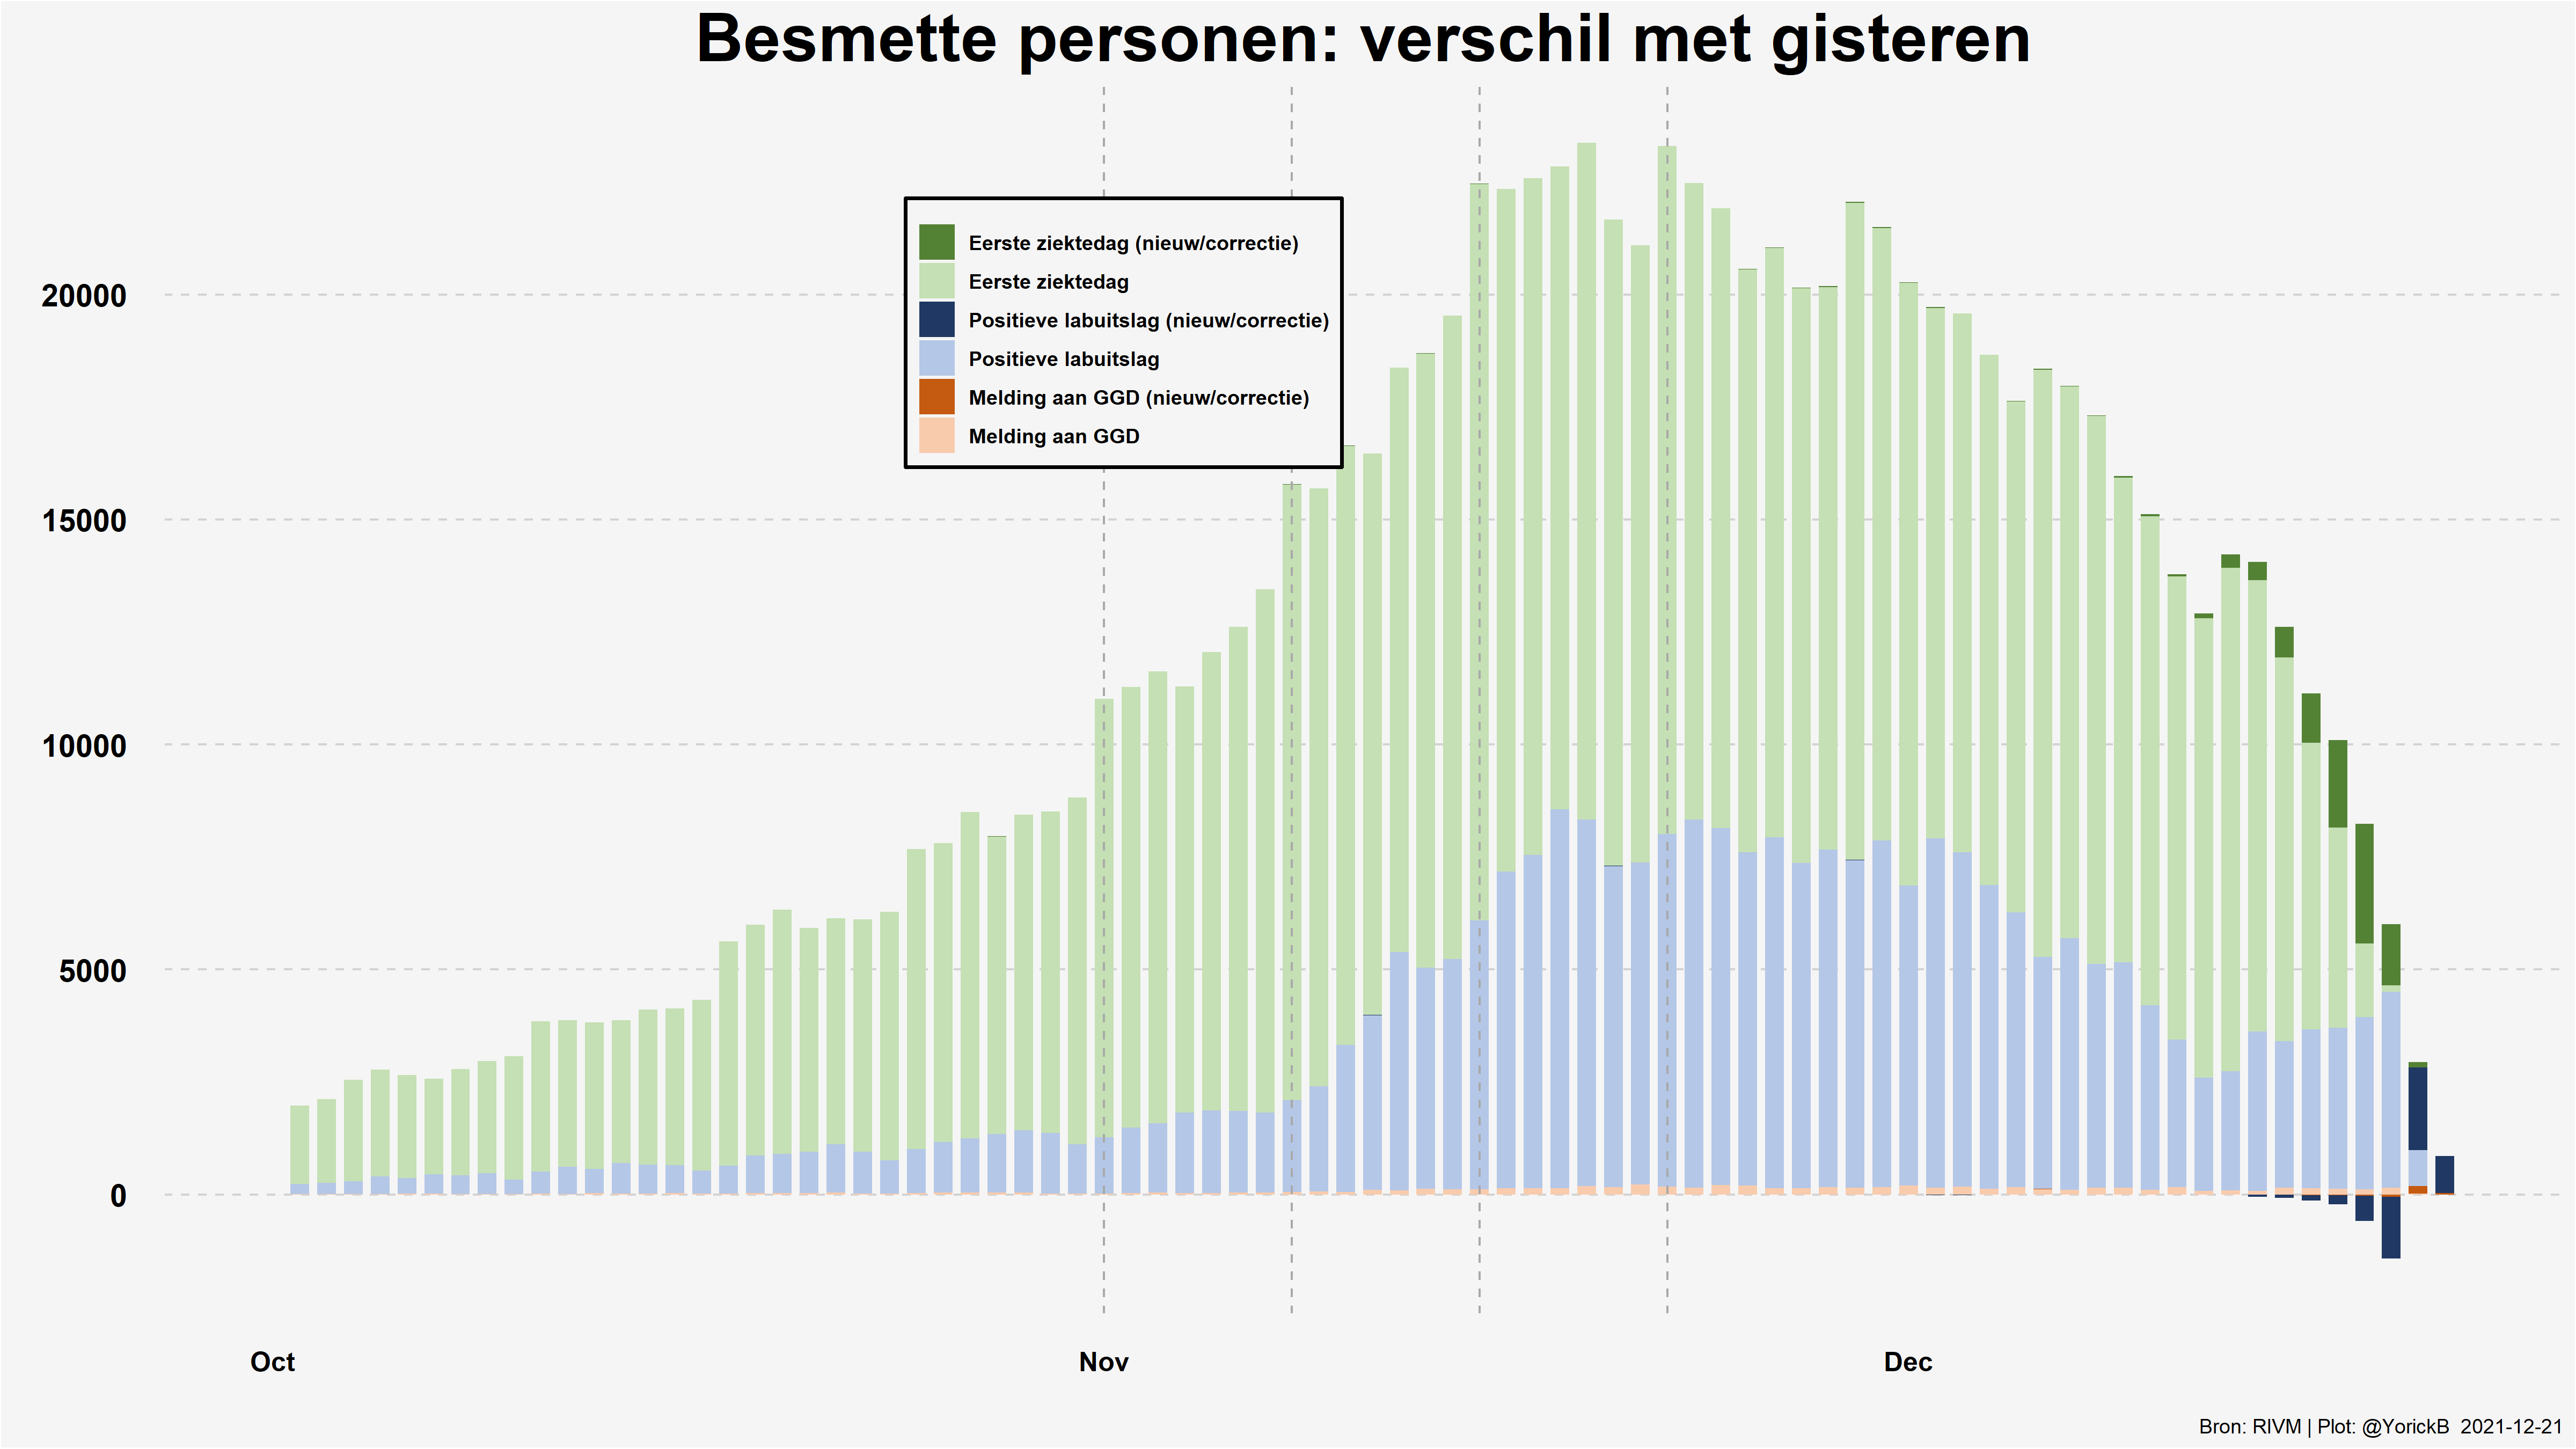 Besmette personen: verschil met gisteren
Eerste ziektedag (nieuw/correctie)
Eerste ziektedag
Positieve labuitslag (nieuw/correctie)
Positieve labuitslag
Melding aan GGD (nieuw/correctie)
Melding aan GGD
20000
15000
10000
5000
0
Oct Nov Dec
Bron: RIVM | Plot: @YorickB 2021-12-21